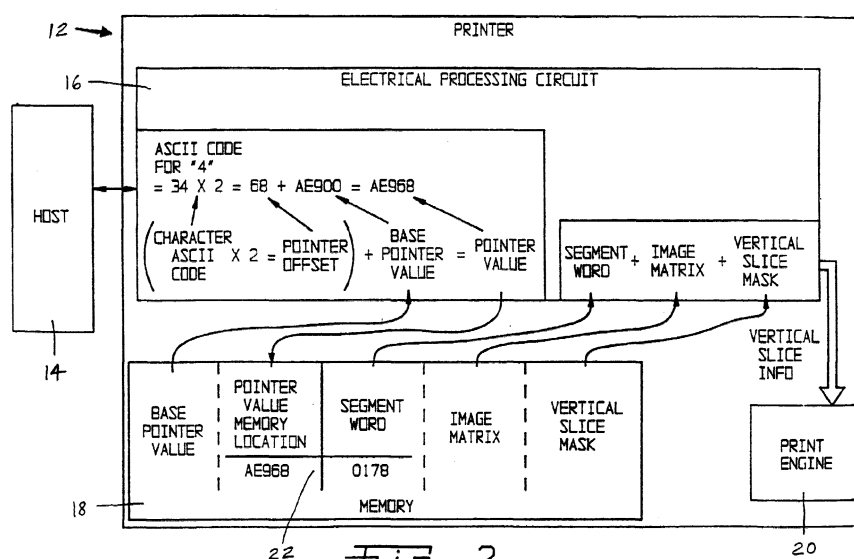 12
PRINTER
16
ELECTRICAL PROCESSING CIRCUIT
HOST
14
ASCII CODE
FOR "4"
= 34 X 2 = 68 + AE900 = AE968
( CHARACTER ASCII CODE X 2 = POINTER OFFSET ) + BASE POINTER VALUE = POINTER VALUE
SEGMENT WORD + IMAGE MATRIX + VERTICAL SLICE MASK
VERTICAL
SLICE
INFO
BASE
POINTER
VALUE
POINTER
VALUE
MEMORY
LOCATION
AE968
SEGMENT
WORD
0178
IMAGE
MATRIX
VERTICAL
SLICE
MASK
18
MEMORY
22
PRINT
ENGINE
20
Fig. 2